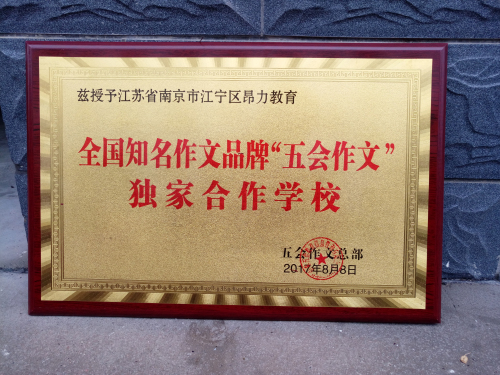 兹授予江苏省南京市江宁区昂力教育
全国知名作文品牌“五会作文”
独家合作学校
五会作文总部
2017年8月8日